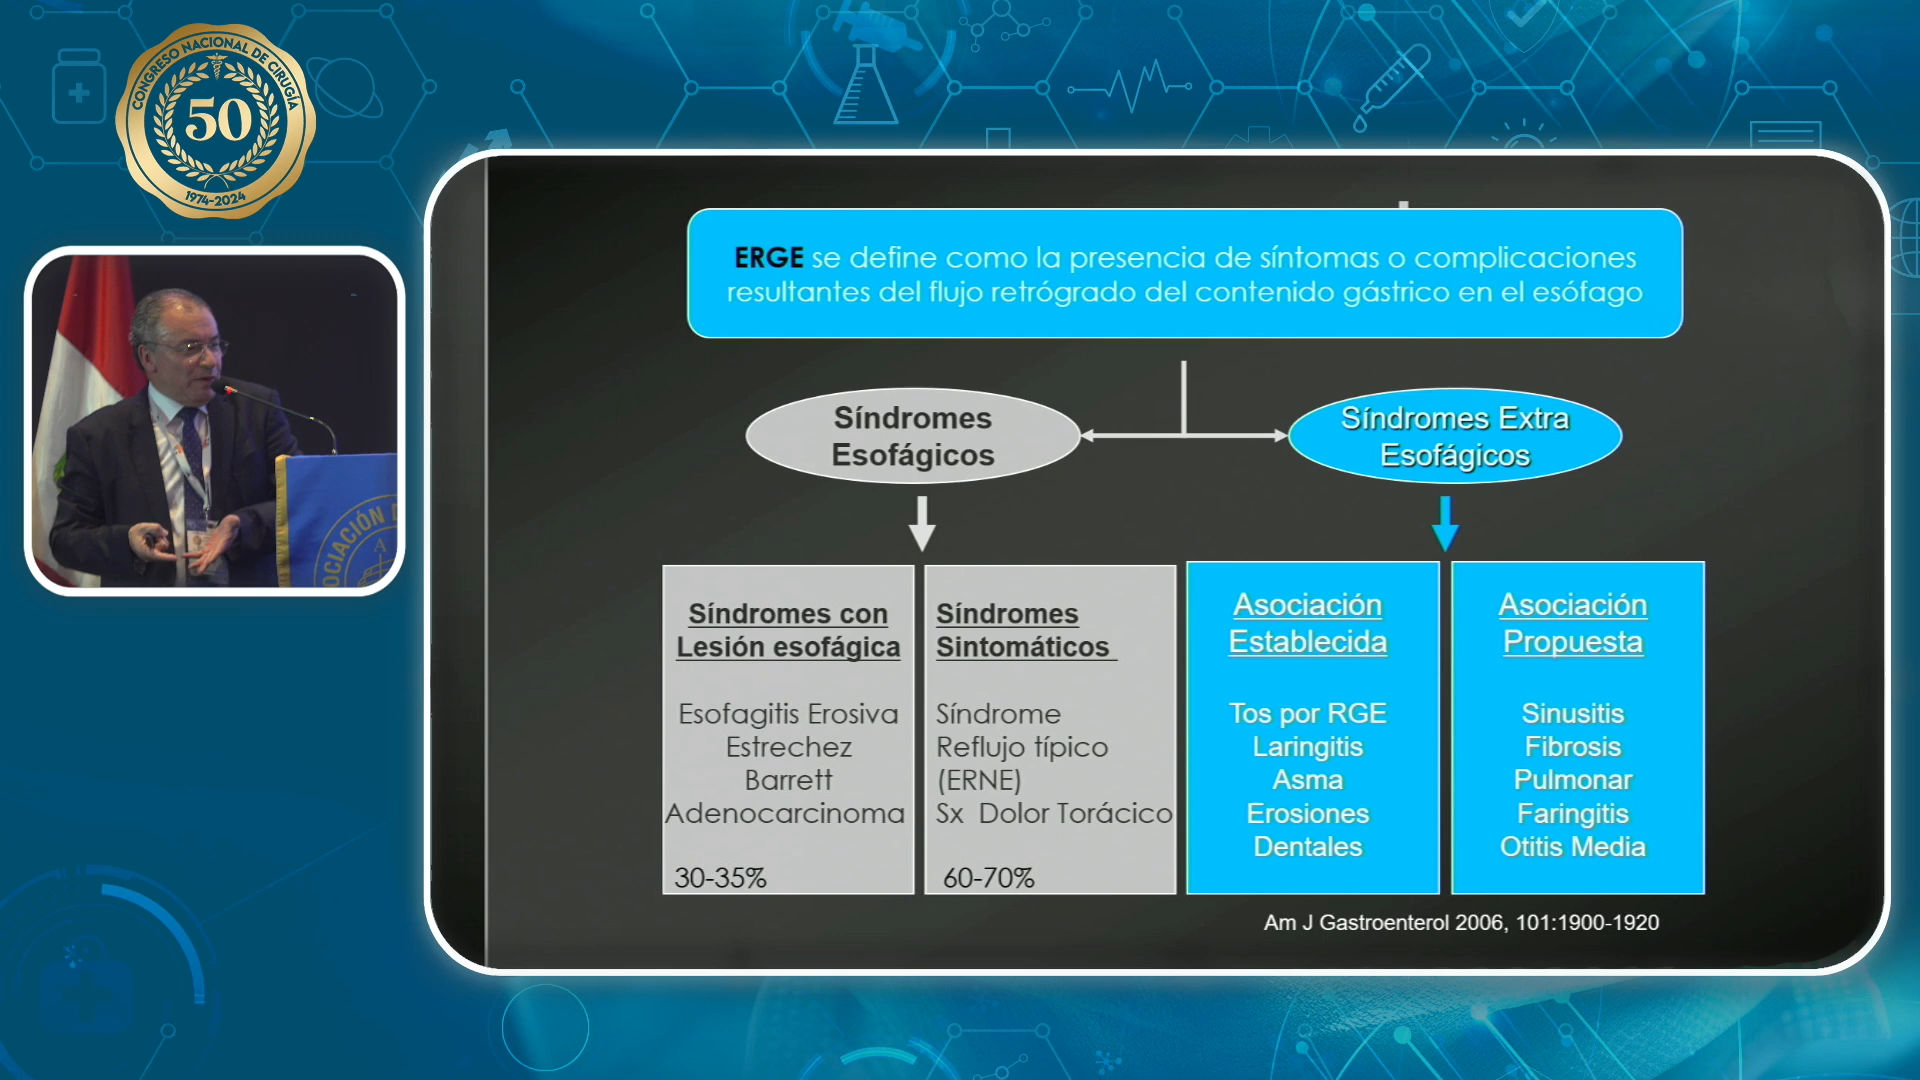 CONGRESO NACIONAL DE CIRUGÍA
50
1974-2024
ERGE se define como la presencia de síntomas o complicaciones
resultantes del flujo retrógrado del contenido gástrico en el esófago
Síndromes
Esofágicos
Síndromes Extra
Esofágicos
Síndromes con
Lesión esofágica
Esofagitis Erosiva
Estrechez
Barrett
Adenocarcinoma
30-35%
Síndromes
Sintomáticos
Síndrome
Reflujo típico
(ERNE)
Sx Dolor Torácico
60-70%
Asociación
Establecida
Tos por RGE
Laringitis
Asma
Erosiones
Dentales
Asociación
Propuesta
Sinusitis
Fibrosis
Pulmonar
Faringitis
Otitis Media
Am J Gastroenterol 2006, 101:1900-1920